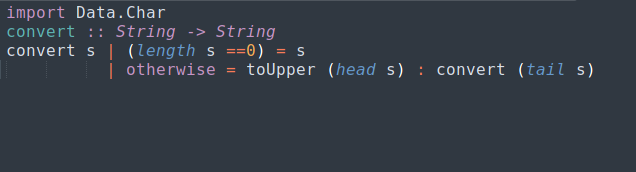 import Data.Char
convert :: String -> String
convert s | (length s ==0) = s
| otherwise = toUpper (head s) : convert (tail s)